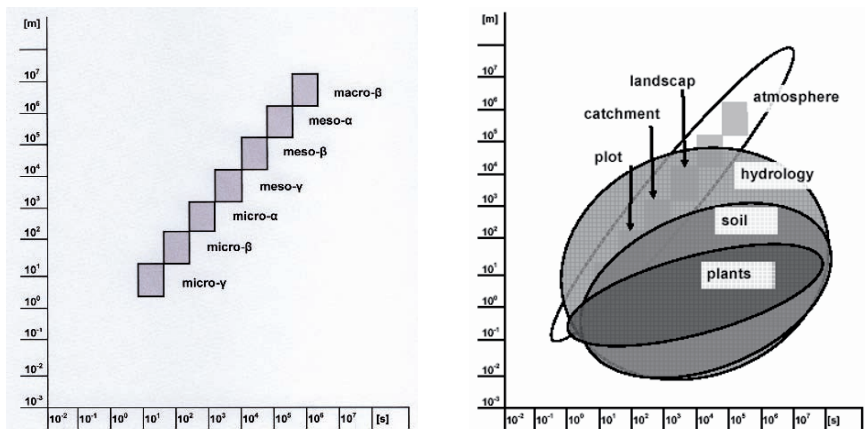 [m]
10⁷
macro-β
10⁶
meso-α
10⁵
meso-β
10⁴
meso-γ
10³
micro-α
10²
micro-β
10¹
micro-γ
10⁰
10⁻¹
10⁻²
10⁻³
10⁻² 10⁻¹ 10⁰ 10¹ 10² 10³ 10⁴ 10⁵ 10⁶ 10⁷ [s]
[m]
10⁷
landscap
atmosphere
10⁶
catchment
10⁵
plot
10⁴
hydrology
10³
soil
10²
10¹
plants
10⁰
10⁻¹
10⁻²
10⁻³
10⁻² 10⁻¹ 10⁰ 10¹ 10² 10³ 10⁴ 10⁵ 10⁶ 10⁷ [s]